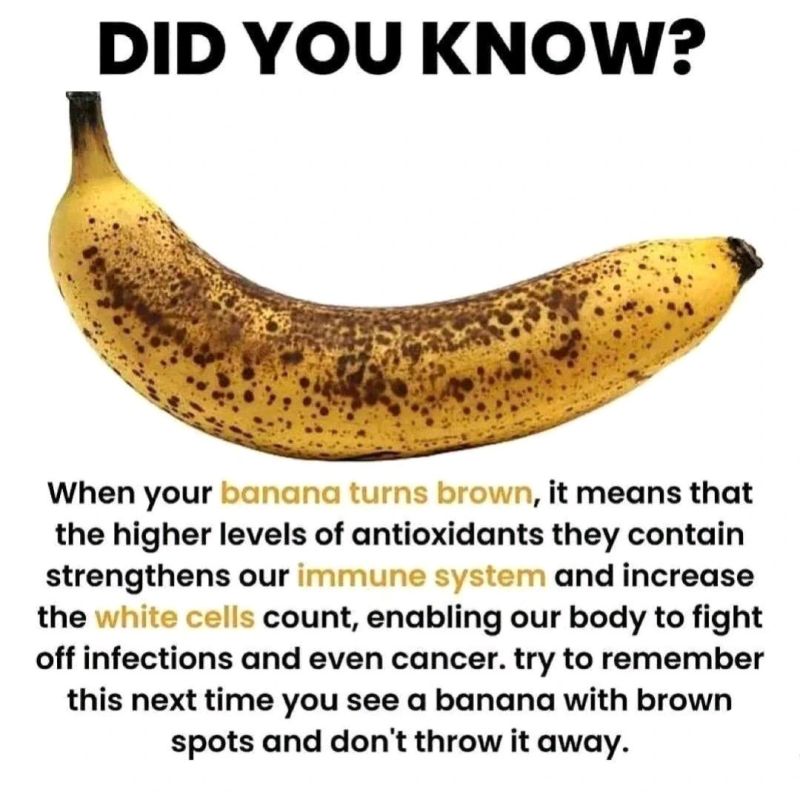 DID YOU KNOW?
When your banana turns brown, it means that
the higher levels of antioxidants they contain
strengthens our immune system and increase
the white cells count, enabling our body to fight
off infections and even cancer. try to remember
this next time you see a banana with brown
spots and don't throw it away.